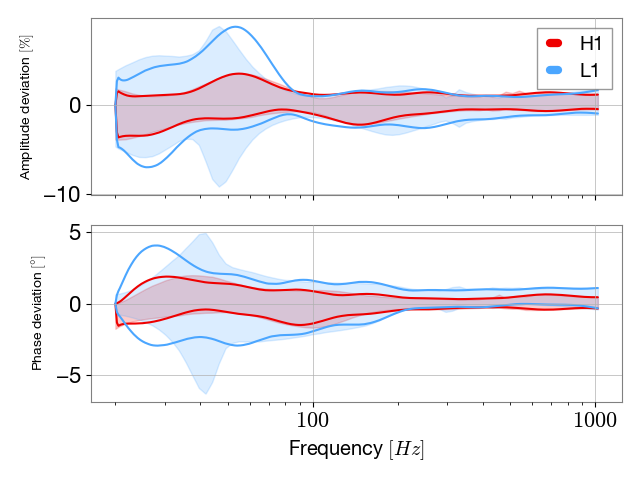 Amplitude deviation [%]
0
−10
H1
L1
Phase deviation [°]
5
0
−5
100
1000
Frequency [Hz]